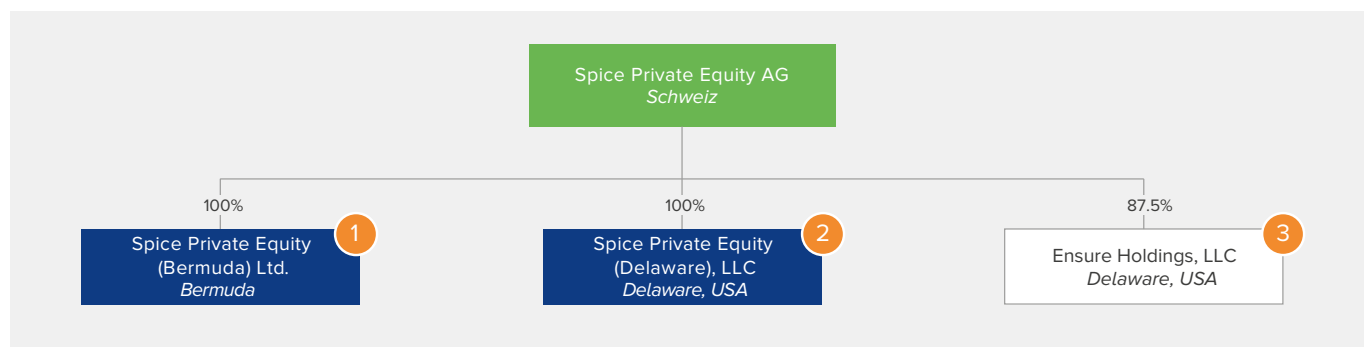 Spice Private Equity AG
Schweiz
100%
100%
87.5%
1
Spice Private Equity
(Bermuda) Ltd.
Bermuda
2
Spice Private Equity
(Delaware), LLC
Delaware, USA
3
Ensure Holdings, LLC
Delaware, USA